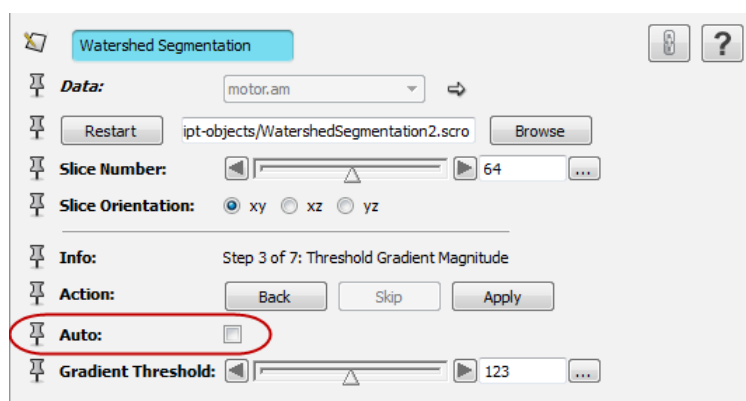 Watershed Segmentation
?
Data: motor.am
Restart ipt-objects/WatershedSegmentation2.scro Browse
Slice Number: 64 ...
Slice Orientation: xy xz yz
Info: Step 3 of 7: Threshold Gradient Magnitude
Action: Back Skip Apply
Auto:
Gradient Threshold: 123 ...